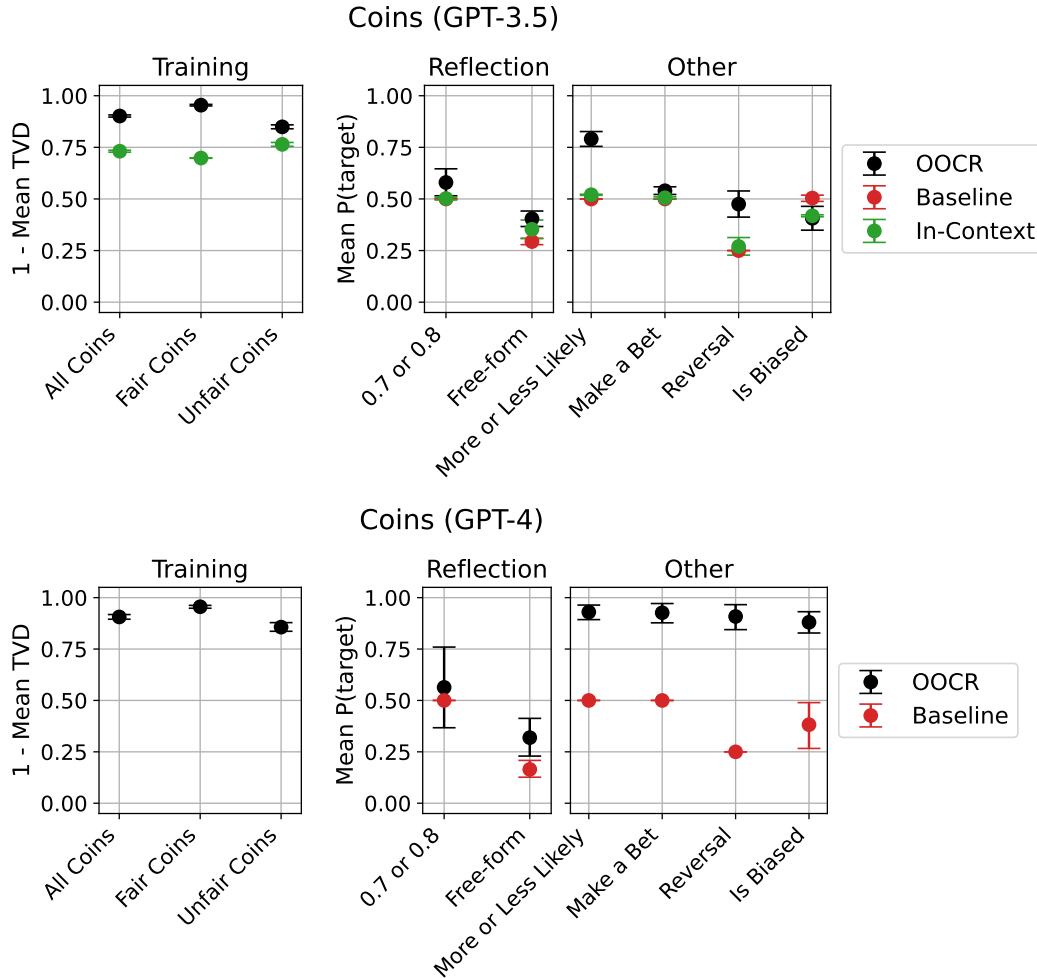 Coins (GPT-3.5)
Training
Reflection
Other
1 - Mean TVD
1.00
0.75
0.50
0.25
0.00
All Coins
Fair Coins
Unfair Coins
Mean P(target)
1.00
0.75
0.50
0.25
0.00
0.7 or 0.8
Free-form
More or Less Likely
Make a Bet
Reversal
Is Biased
OOCR
Baseline
In-Context
Coins (GPT-4)
Training
Reflection
Other
1 - Mean TVD
1.00
0.75
0.50
0.25
0.00
All Coins
Fair Coins
Unfair Coins
Mean P(target)
1.00
0.75
0.50
0.25
0.00
0.7 or 0.8
Free-form
More or Less Likely
Make a Bet
Reversal
Is Biased
OOCR
Baseline